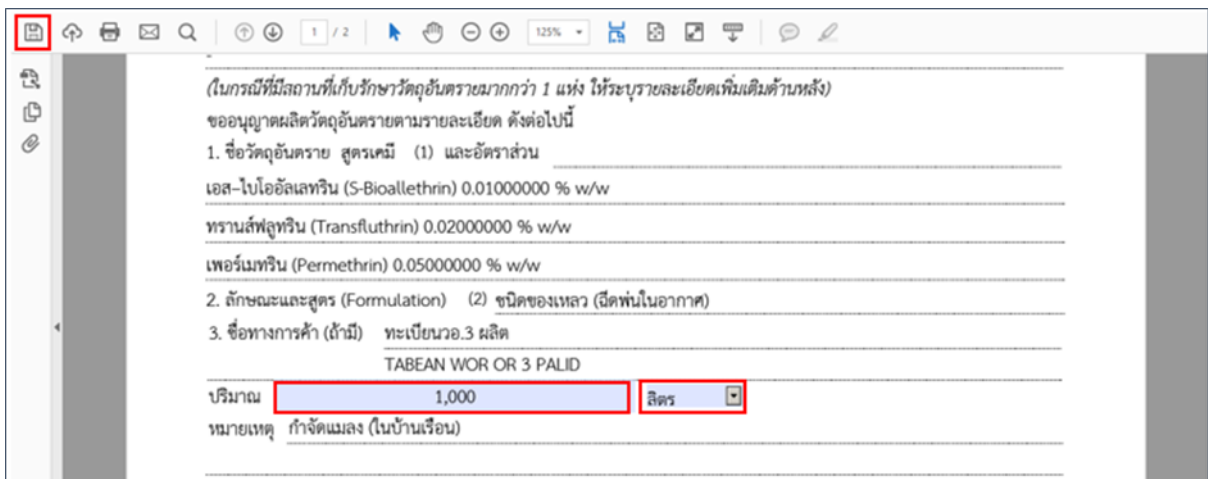 1 / 2 125%
(ในกรณีที่มีสถานที่เก็บรักษาวัตถุอันตรายมากกว่า 1 แห่ง ให้ระบุรายละเอียดเพิ่มเติมด้านหลัง)
ขออนุญาตผลิตวัตถุอันตรายตามรายละเอียด ดังต่อไปนี้
1. ชื่อวัตถุอันตราย สูตรเคมี (1) และอัตราส่วน
เอส–ไบโออัลเลทริน (S-Bioallethrin) 0.01000000 % w/w
ทรานส์ฟลูทริน (Transfluthrin) 0.02000000 % w/w
เพอร์เมทริน (Permethrin) 0.05000000 % w/w
2. ลักษณะและสูตร (Formulation) (2) ชนิดของเหลว (ฉีดพ่นในอากาศ)
3. ชื่อทางการค้า (ถ้ามี) ทะเบียนวอ.3 ผลิต
TABEAN WOR OR 3 PALID
ปริมาณ 1,000 ลิตร
หมายเหตุ กำจัดแมลง (ในบ้านเรือน)